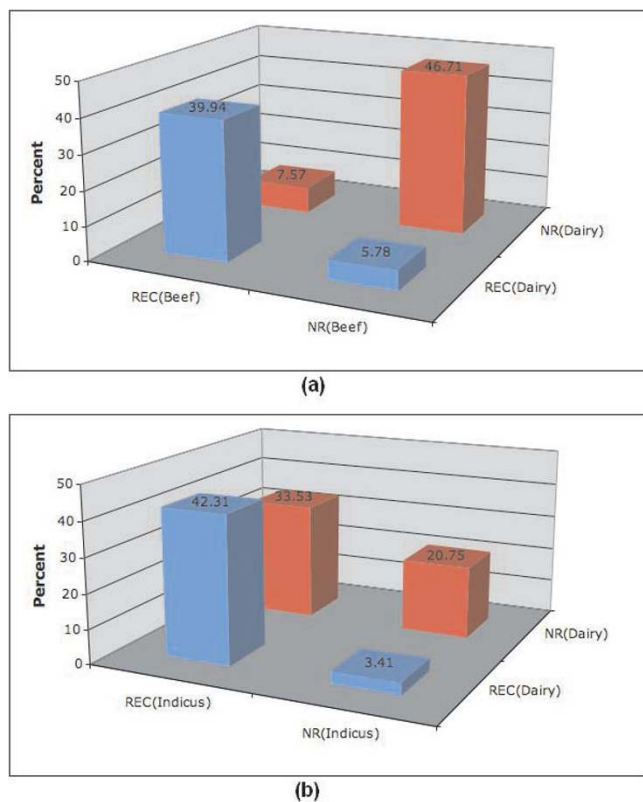 50
40
30
20
10
0
Percent
39.94
7.57
46.71
5.78
REC(Beef)
NR(Beef)
REC(Dairy)
NR(Dairy)
(a)
50
40
30
20
10
0
Percent
42.31
33.53
20.75
3.41
REC(Indicus)
NR(Indicus)
REC(Dairy)
NR(Dairy)
(b)